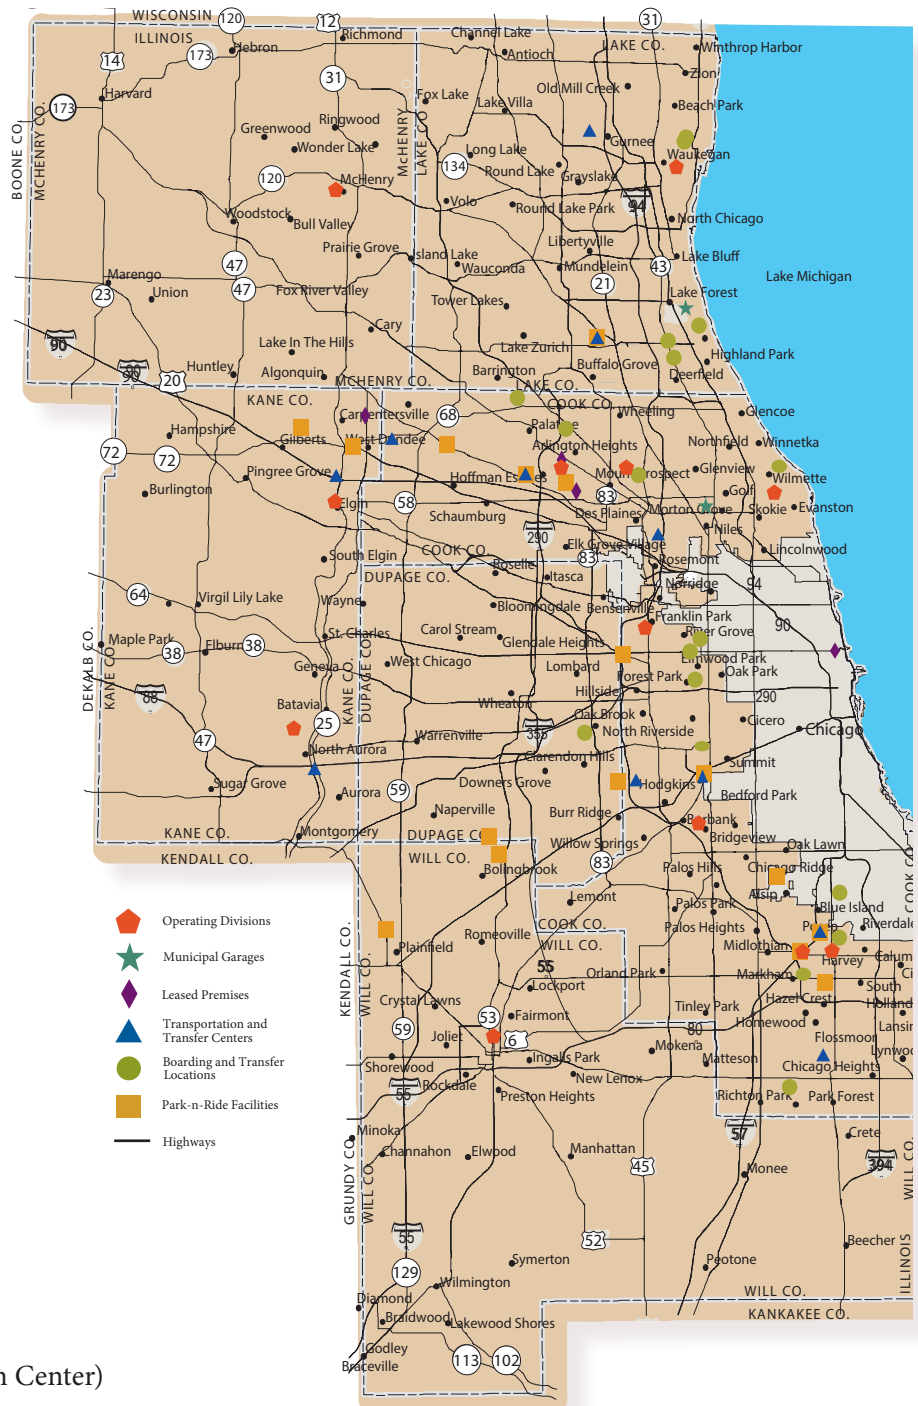 WISCONSIN
ILLINOIS
120
12
31
Richmond
Channel Lake
LAKE CO.
Winthrop Harbor
173
Hebron
Antioch
14
31
Zion
Harvard
Old Mill Creek
Fox Lake
Lake Villa
Beach Park
173
Greenwood
Ringwood
McHENRY
LAKE CO
Gurnee
BOONE CO.
MCHENRY CO.
Wonder Lake
Long Lake
Waukegan
134
Round Lake
Grayslake
120
McHenry
94
Volo
Round Lake Park
Woodstock
Bull Valley
North Chicago
Prairie Grove
Island Lake
Libertyville
Lake Bluff
47
Wauconda
Mundelein
43
Marengo
Lake Michigan
23
Union
47
Fox River Valley
21
Lake Forest
Tower Lakes
Cary
90
Lake In The Hills
Lake Zurich
Highland Park
Huntley
Algonquin
Barrington
Buffalo Grove
Deerfield
90
90
20
MCHENRY CO.
LAKE CO.
KANE CO.
COOK CO.
Carpentersville
68
Wheeling
Glencoe
Hampshire
Palatine
72
72
Gilberts
West Dundee
Arlington Heights
Northfield
Winnetka
Pingree Grove
Hoffman Estates
Mount Prospect
Glenview
Wilmette
Burlington
83
Golf
Elgin
58
Schaumburg
Des Plaines
Morton Grove
Skokie
Evanston
Niles
290
COOK CO.
Elk Grove Village
Lincolnwood
South Elgin
83
Rosemont
Roselle
DUPAGE CO.
Itasca
Norridge
94
64
Virgil
Lily Lake
Wayne
Bloomingdale
Bensenville
Franklin Park
90
Maple Park
St. Charles
Carol Stream
River Grove
38
Elburn
38
Glendale Heights
Elmwood Park
DEKALB CO.
KANE CO.
Geneva
KANE CO.
DUPAGE CO.
West Chicago
Lombard
Forest Park
Oak Park
88
Batavia
Wheaton
Hillside
290
25
Oak Brook
Cicero
47
355
North Riverside
Chicago
Warrenville
North Aurora
Clarendon Hills
Summit
Sugar Grove
Aurora
59
Downers Grove
Hodgkins
Bedford Park
Naperville
Burr Ridge
Burbank
KANE CO.
Montgomery
DUPAGE CO
Willow Springs
Bridgeview
KENDALL CO.
WILL CO.
83
Oak Lawn
Bolingbrook
Palos Hills
Chicago Ridge
Lemont
Alsip
COOK CO.
Palos Park
Blue Island
Operating Divisions
COOK CO.
Palos Heights
Riverdale
Municipal Garages
KENDALL CO.
WILL CO.
Plainfield
Romeoville
WILL CO.
Midlothian
Harvey
Calum
55
Orland Park
Markham
Ci
Leased Premises
Lockport
South
Crystal Lawns
Hazel Crest
Holland
Transportation and
Transfer Centers
53
Fairmont
Tinley Park
Homewood
Lansin
59
Joliet
6
80
Flossmoor
Mokena
Lynwoo
Boarding and Transfer
Locations
Shorewood
Ingalls Park
Matteson
Chicago Heights
Rockdale
New Lenox
55
Preston Heights
Richton Park
Park Forest
Park-n-Ride Facilities
Highways
Minoka
57
Crete
Channahon
Elwood
Manhattan
394
GRUNDY CO.
WILL CO.
45
Monee
WILL CO.
55
52
Beecher
Symerton
Peotone
ILLINOIS
129
Wilmington
WILL CO.
Diamond
KANKAKEE CO.
Braidwood
Lakewood Shores
Godley
113
102
Braceville
n Center)